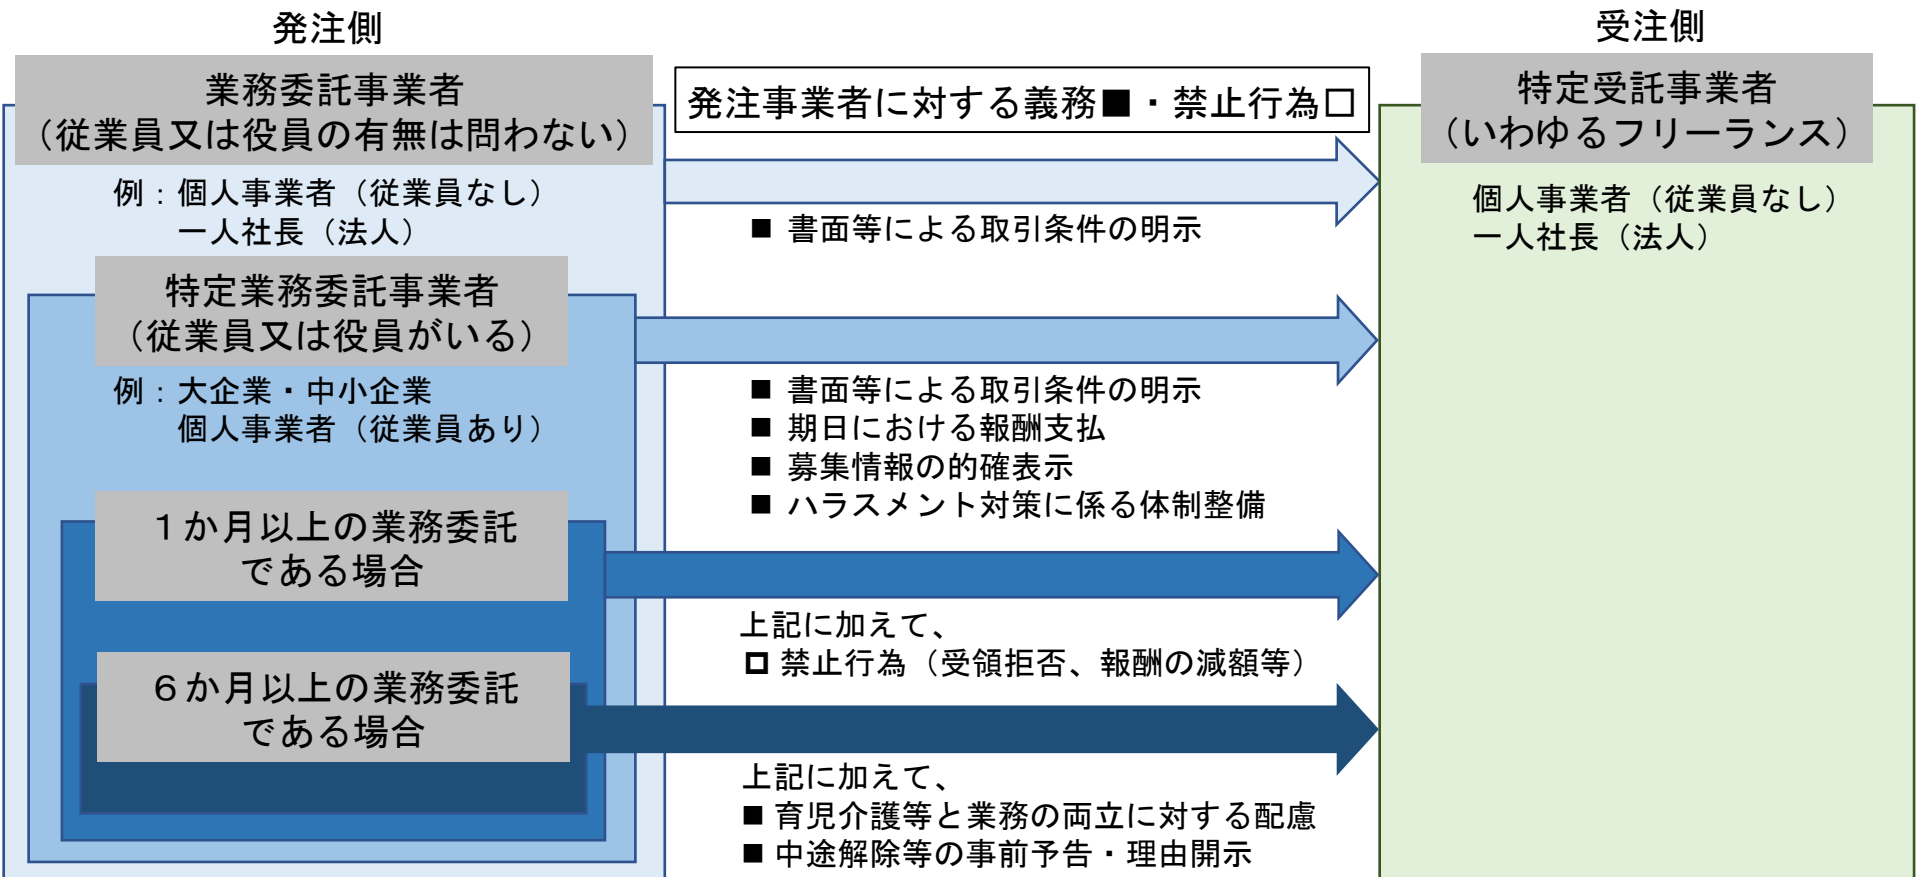 発注側
業務委託事業者
（従業員又は役員の有無は問わない）
例：個人事業者（従業員なし）
一人社長（法人）
特定業務委託事業者
（従業員又は役員がいる）
例：大企業・中小企業
個人事業者（従業員あり）
１か月以上の業務委託
である場合
６か月以上の業務委託
である場合
発注事業者に対する義務■・禁止行為□
■ 書面等による取引条件の明示
■ 書面等による取引条件の明示
■ 期日における報酬支払
■ 募集情報の的確表示
■ ハラスメント対策に係る体制整備
上記に加えて、
□ 禁止行為（受領拒否、報酬の減額等）
上記に加えて、
■ 育児介護等と業務の両立に対する配慮
■ 中途解除等の事前予告・理由開示
受注側
特定受託事業者
（いわゆるフリーランス）
個人事業者（従業員なし）
一人社長（法人）